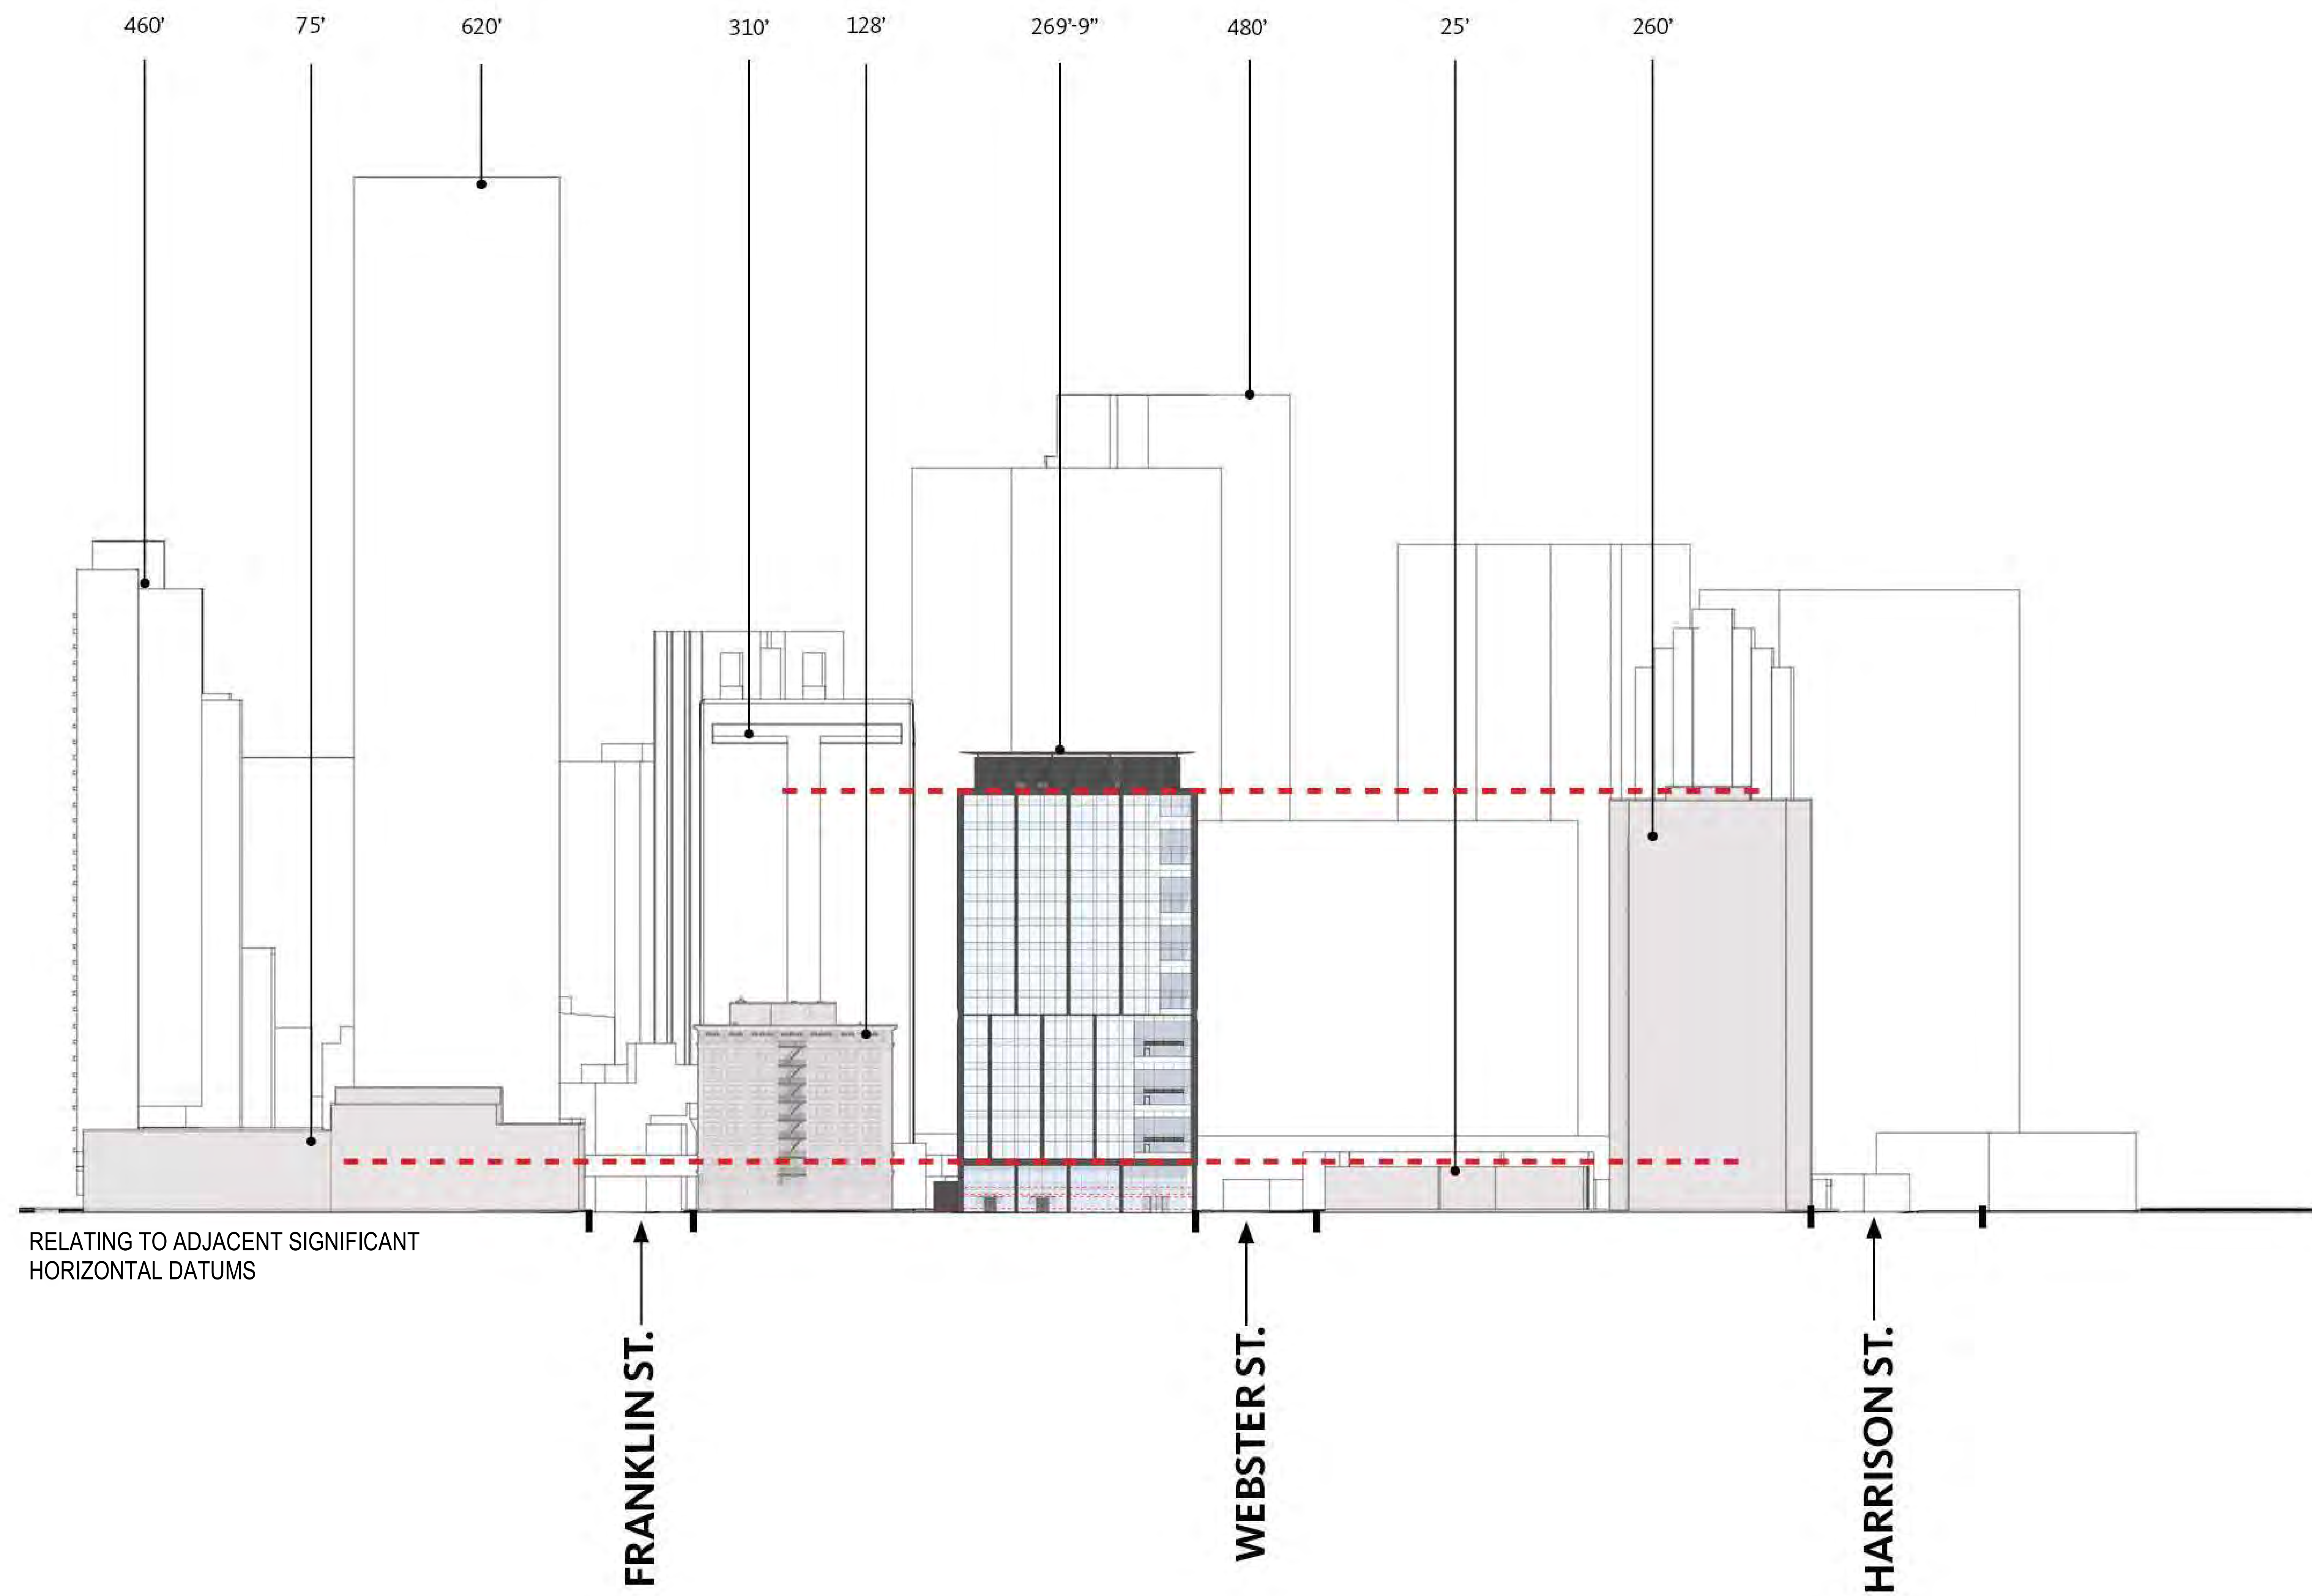 460’
75’
620’
310’
128’
269’-9”
480’
25’
260’
RELATING TO ADJACENT SIGNIFICANT
HORIZONTAL DATUMS
FRANKLIN ST.
WEBSTER ST.
HARRISON ST.